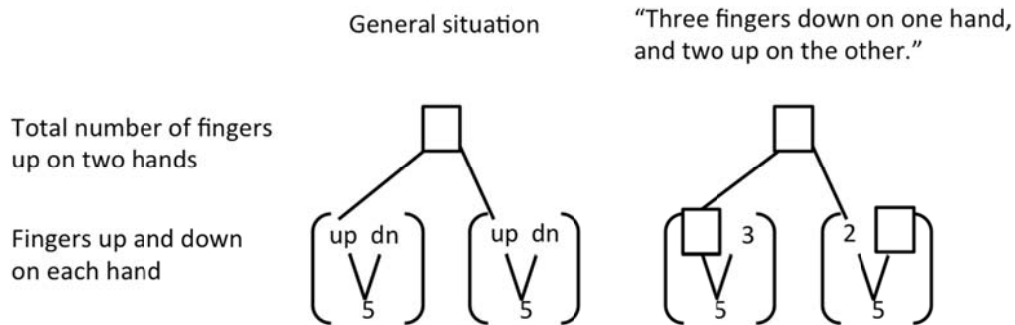 General situation
“Three fingers down on one hand,
and two up on the other.”
Total number of fingers
up on two hands
Fingers up and down
on each hand
up dn
5
up dn
5
3
5
2
5